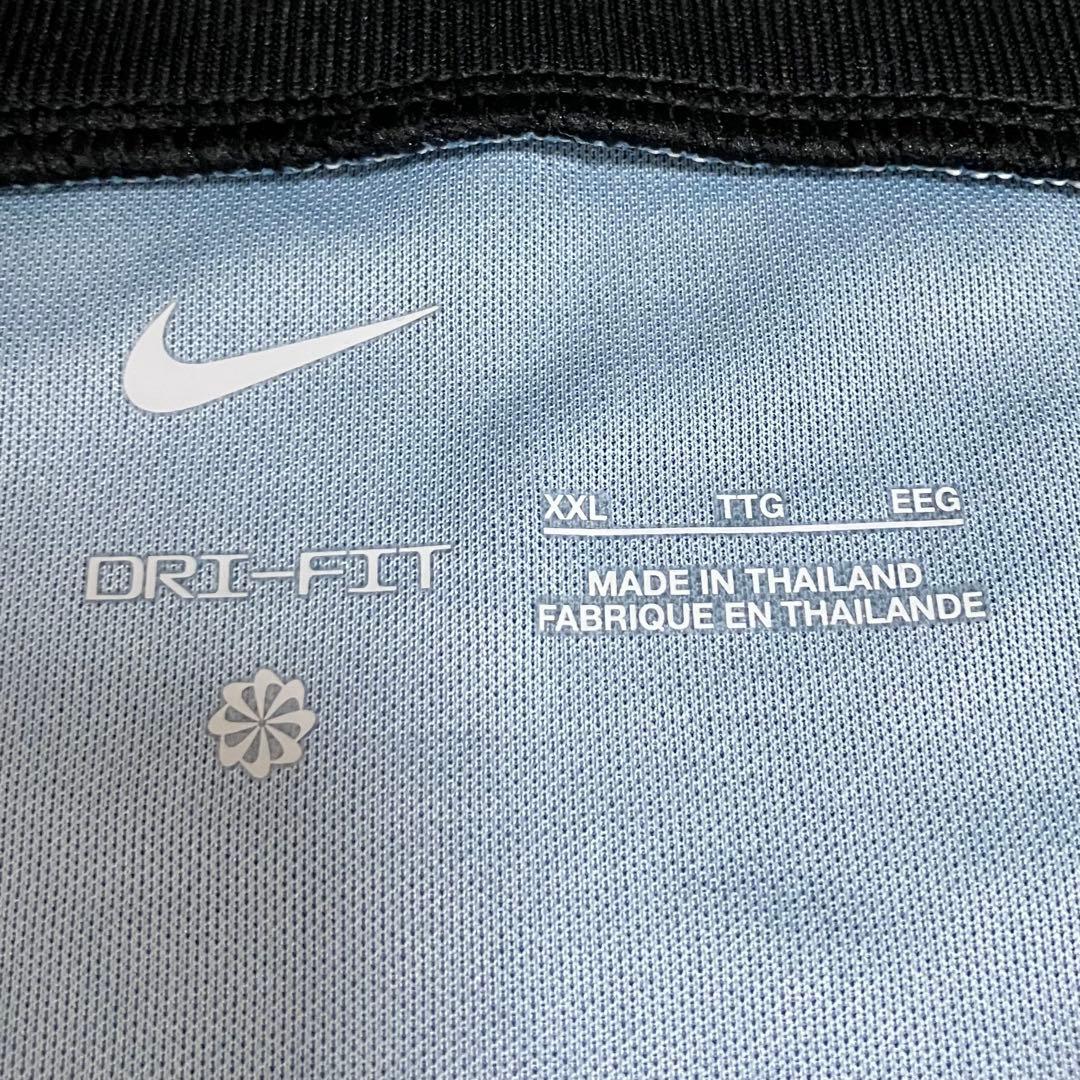 DRI-FIT
XXL TTG EEG
MADE IN THAILAND
FABRIQUE EN THAILANDE